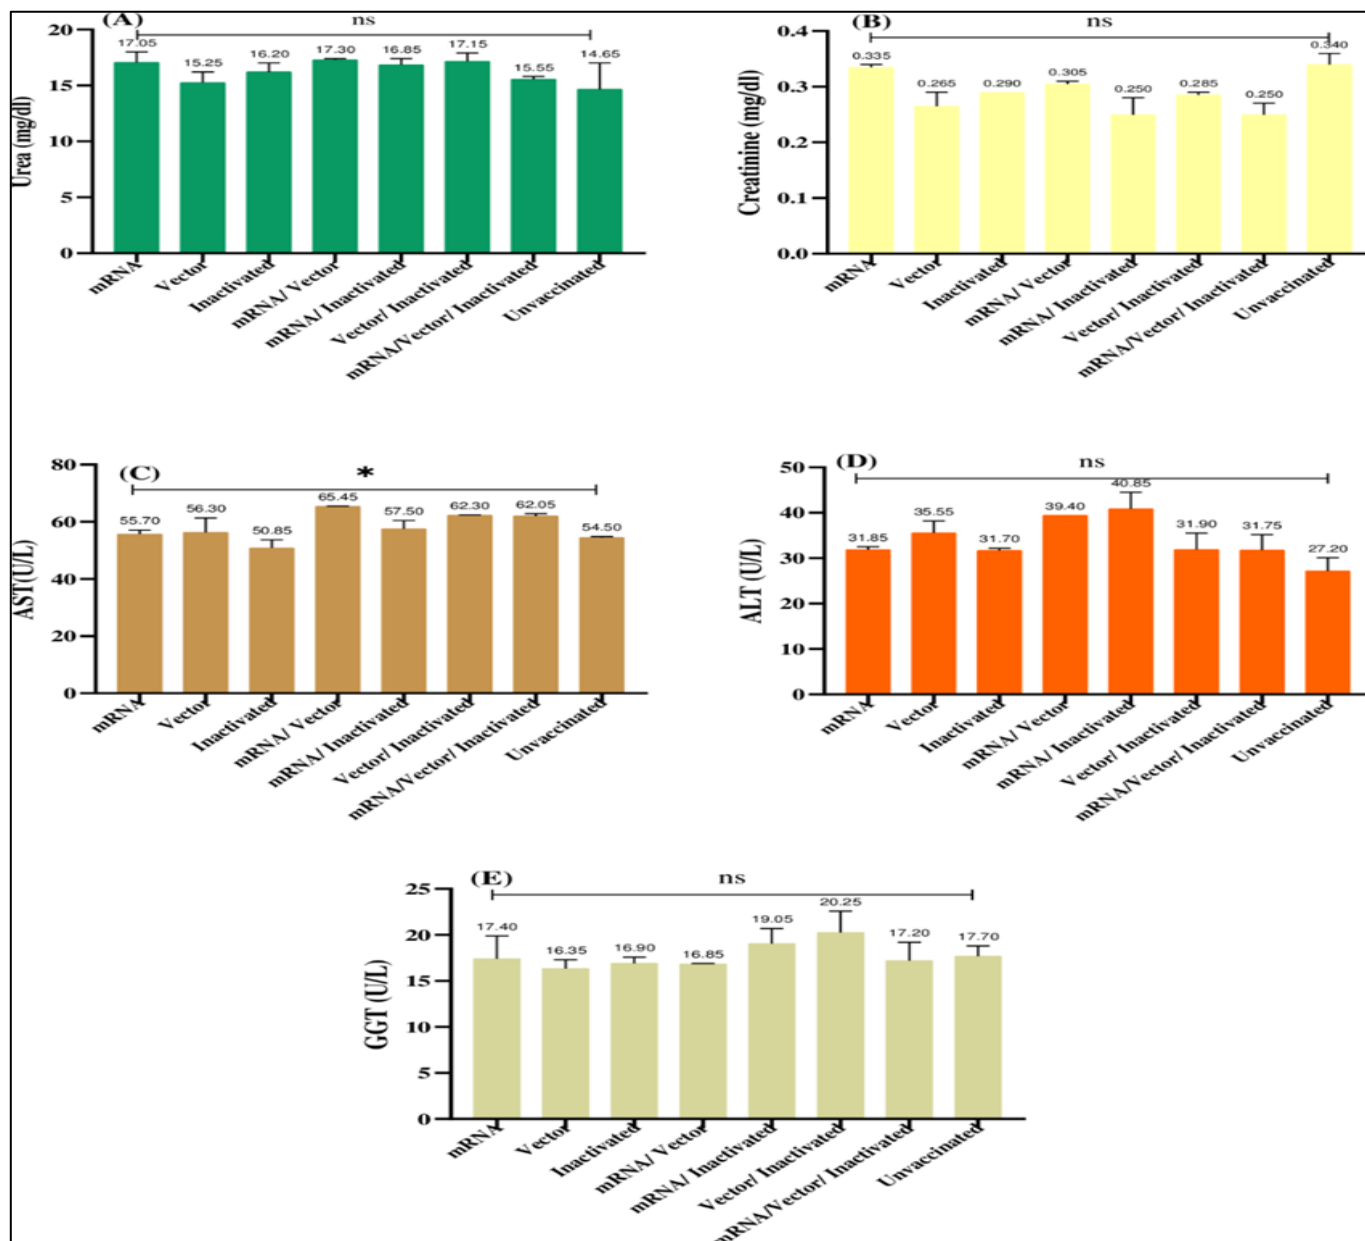 (A)
ns
20
15
10
5
0
Urea (mg/dl)
17.05
15.25
16.20
17.30
16.85
17.15
15.55
14.65
mRNA
Vector
Inactivated
mRNA/ Vector
mRNA/ Inactivated
Vector/ Inactivated
mRNA/Vector/ Inactivated
Unvaccinated
(B)
ns
0.4
0.3
0.2
0.1
0.0
Creatinine (mg/dl)
0.335
0.265
0.290
0.305
0.250
0.285
0.250
0.340
mRNA
Vector
Inactivated
mRNA/ Vector
mRNA/ Inactivated
Vector/ Inactivated
mRNA/Vector/ Inactivated
Unvaccinated
(C)
*
80
60
40
20
0
AST(U/L)
55.70
56.30
50.85
65.45
57.50
62.30
62.05
54.50
mRNA
Vector
Inactivated
mRNA/ Vector
mRNA/ Inactivated
Vector/ Inactivated
mRNA/Vector/ Inactivated
Unvaccinated
(D)
ns
50
40
30
20
10
0
ALT (U/L)
31.85
35.55
31.70
39.40
40.85
31.90
31.75
27.20
mRNA
Vector
Inactivated
mRNA/ Vector
mRNA/ Inactivated
Vector/ Inactivated
mRNA/Vector/ Inactivated
Unvaccinated
(E)
ns
25
20
15
10
5
0
GGT (U/L)
17.40
16.35
16.90
16.85
19.05
20.25
17.20
17.70
mRNA
Vector
Inactivated
mRNA/ Vector
mRNA/ Inactivated
Vector/ Inactivated
mRNA/Vector/ Inactivated
Unvaccinated